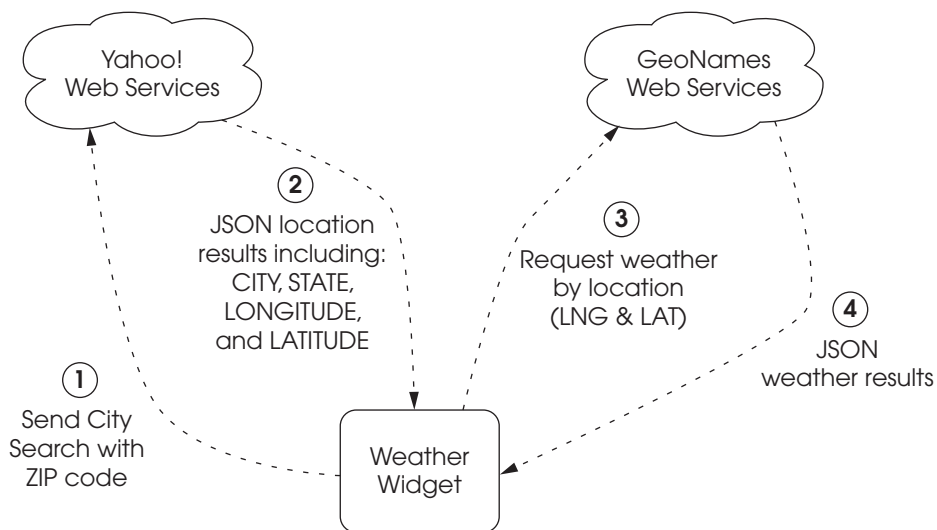 Yahoo!
Web Services
GeoNames
Web Services
2
JSON location
results including:
CITY, STATE,
LONGITUDE,
and LATITUDE
3
Request weather
by location
(LNG & LAT)
4
JSON
weather results
1
Send City
Search with
ZIP code
Weather
Widget